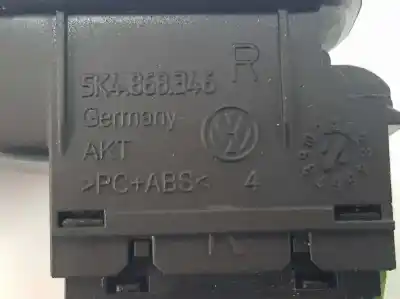 5K4.868.346 R
Germany
AKT
>PC+ABS< 4